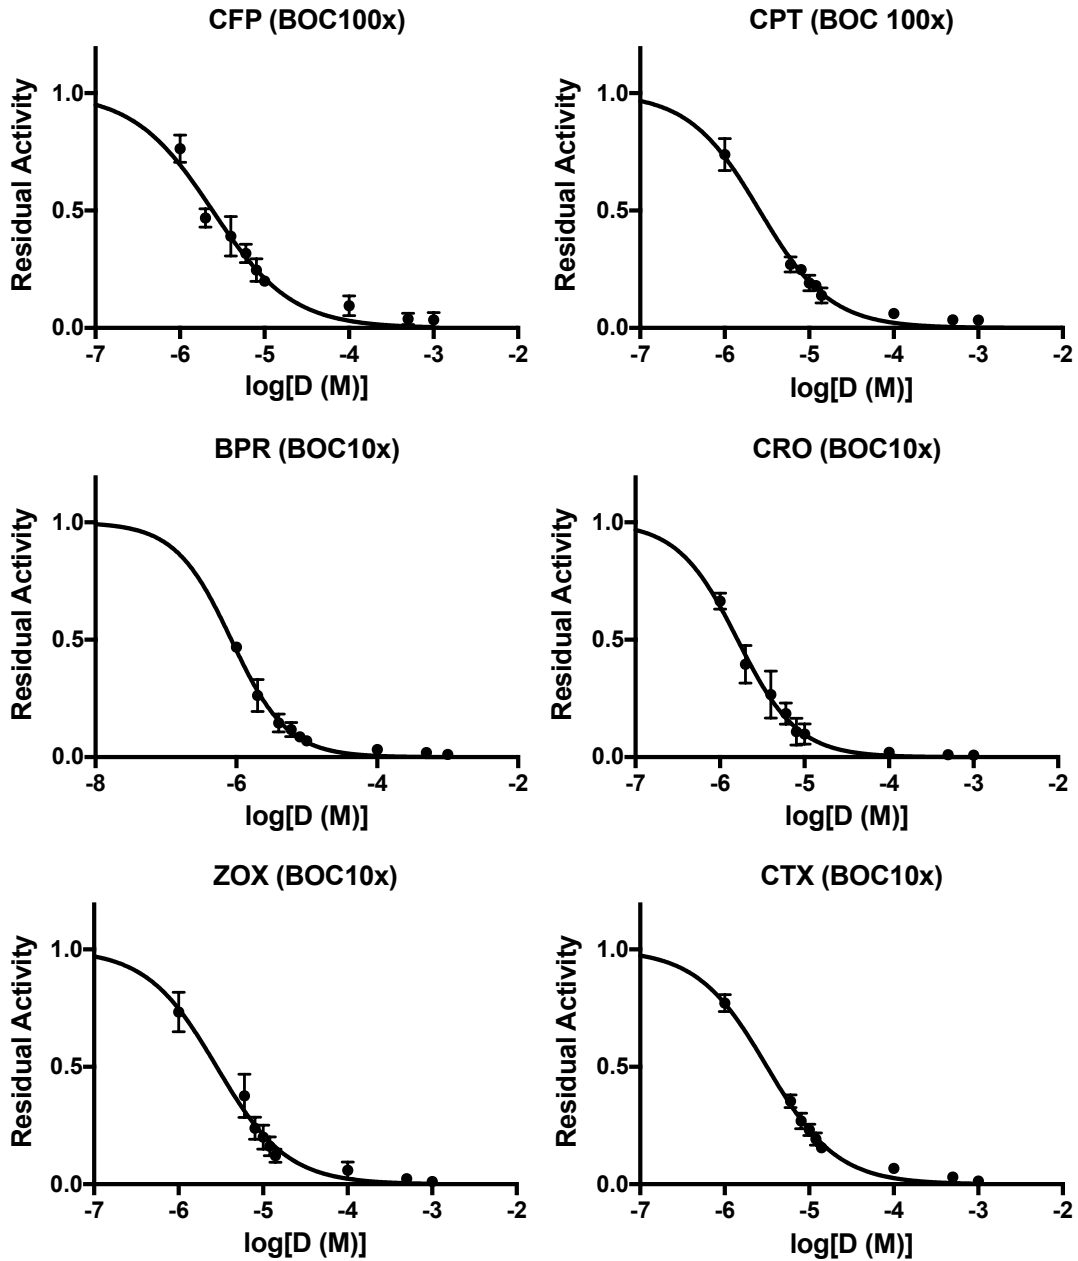 CFP (BOC100x)
Residual Activity
1.0
0.5
0.0
-7 -6 -5 -4 -3 -2
log[D (M)]
CPT (BOC 100x)
Residual Activity
1.0
0.5
0.0
-7 -6 -5 -4 -3 -2
log[D (M)]
BPR (BOC10x)
Residual Activity
1.0
0.5
0.0
-8 -6 -4 -2
log[D (M)]
CRO (BOC10x)
Residual Activity
1.0
0.5
0.0
-7 -6 -5 -4 -3 -2
log[D (M)]
ZOX (BOC10x)
Residual Activity
1.0
0.5
0.0
-7 -6 -5 -4 -3 -2
log[D (M)]
CTX (BOC10x)
Residual Activity
1.0
0.5
0.0
-7 -6 -5 -4 -3 -2
log[D (M)]